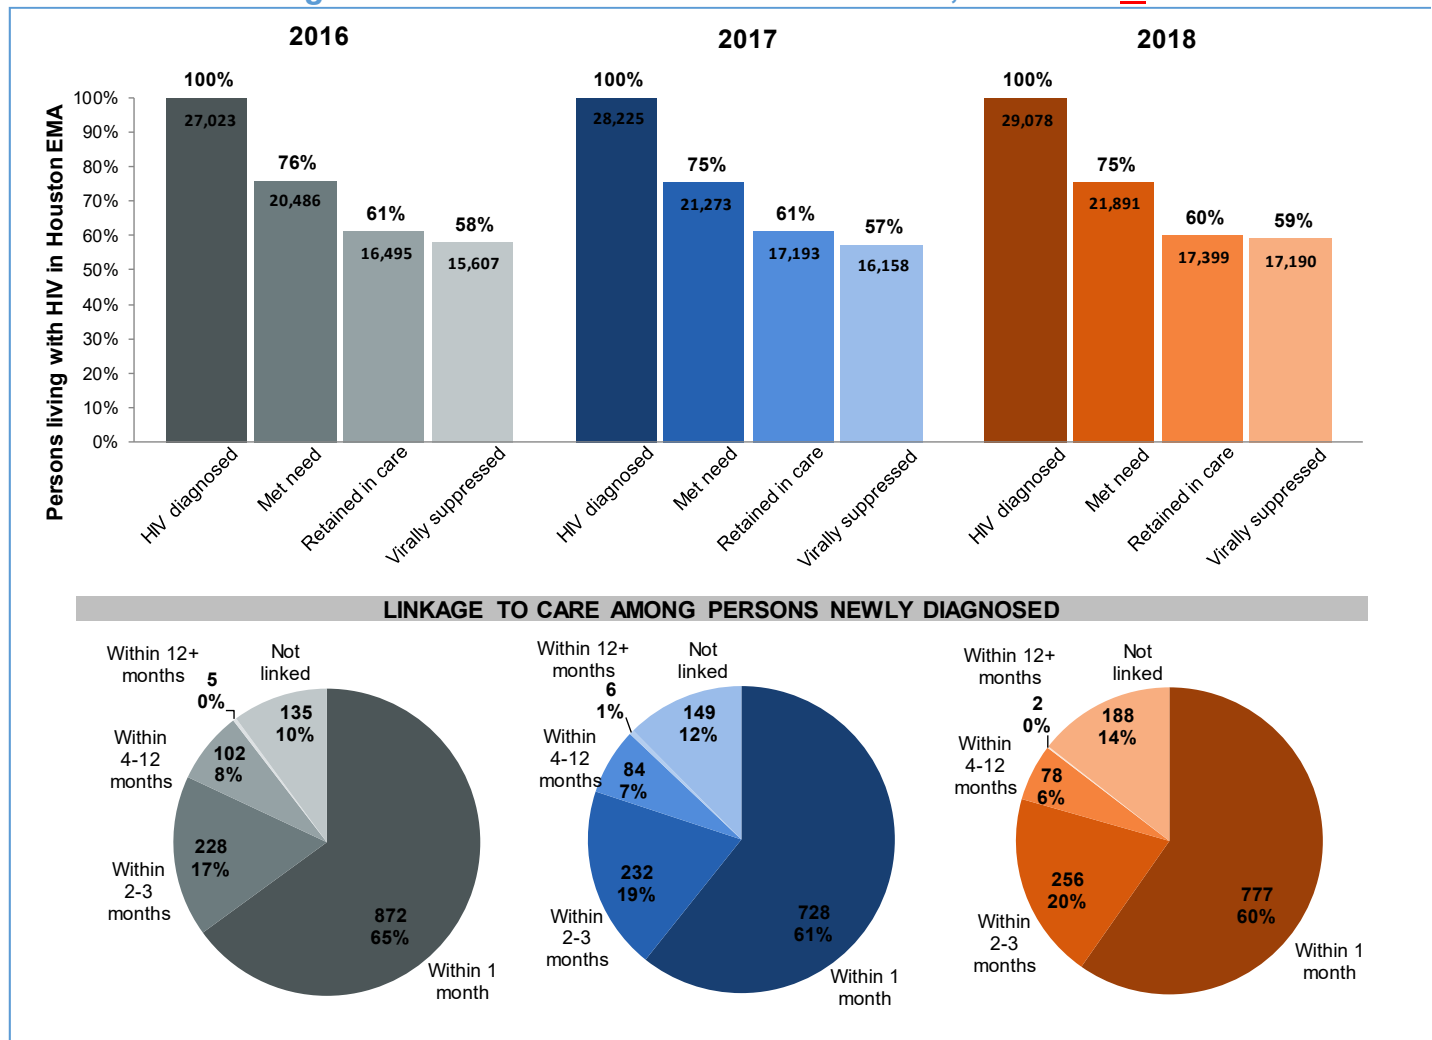 2016
2017
2018
Persons living with HIV in Houston EMA
100%
90%
80%
70%
60%
50%
40%
30%
20%
10%
0%
100%
27,023
76%
20,486
61%
16,495
58%
15,607
HIV diagnosed
Met need
Retained in care
Virally suppressed
100%
28,225
75%
21,273
61%
17,193
57%
16,158
HIV diagnosed
Met need
Retained in care
Virally suppressed
100%
29,078
75%
21,891
60%
17,399
59%
17,190
HIV diagnosed
Met need
Retained in care
Virally suppressed
LINKAGE TO CARE AMONG PERSONS NEWLY DIAGNOSED
Within 12+
months
5
0%
Not
linked
135
10%
Within
4-12
months
102
8%
228
17%
Within
2-3
months
872
65%
Within 1
month
Within 12+
months
6
1%
Not
linked
149
12%
Within
4-12
months
84
7%
232
19%
Within
2-3
months
728
61%
Within 1
month
Within 12+
months
2
0%
Not
linked
188
14%
Within
4-12
months
78
6%
256
20%
Within
2-3
months
777
60%
Within 1
month